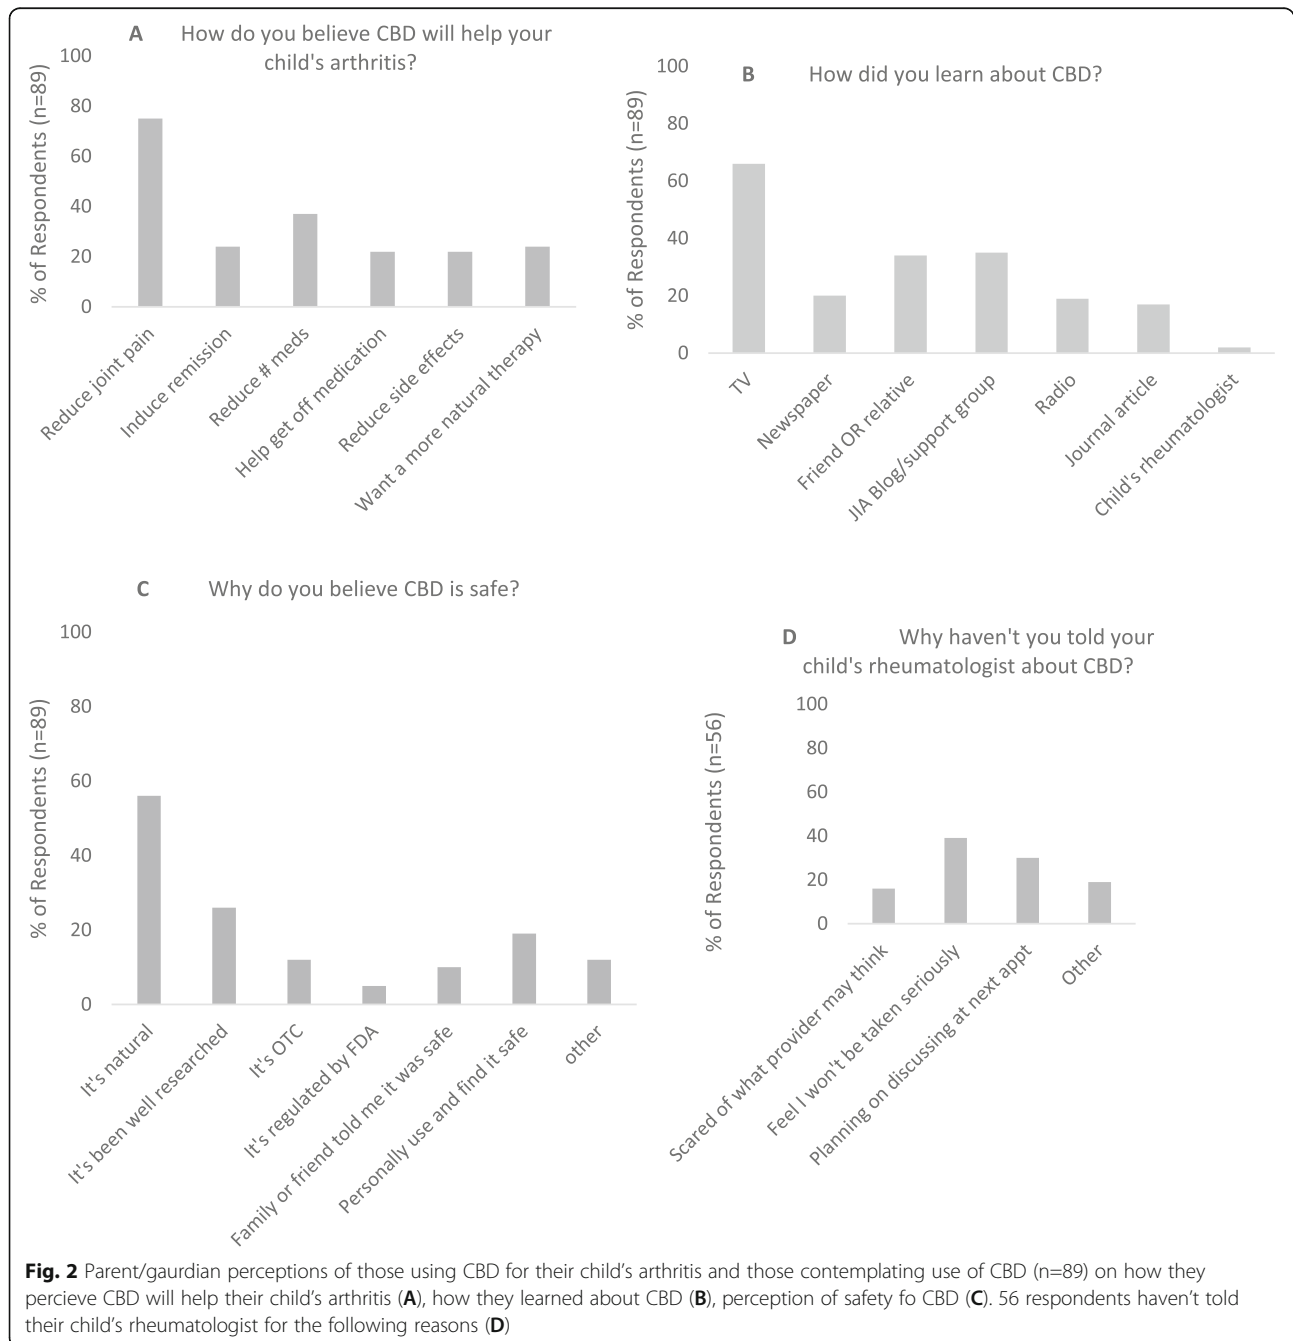 A How do you believe CBD will help your
child's arthritis?
% of Respondents (n=89)
100
80
60
40
20
0
Reduce joint pain
Induce remission
Reduce # meds
Help get off medication
Reduce side effects
Want a more natural therapy
B How did you learn about CBD?
% of Respondents (n=89)
100
80
60
40
20
0
TV
Newspaper
Friend OR relative
JIA Blog/support group
Radio
Journal article
Child's rheumatologist
C Why do you believe CBD is safe?
% of Respondents (n=89)
100
80
60
40
20
0
It's natural
It's been well researched
It's OTC
It's regulated by FDA
Family or friend told me it was safe
Personally use and find it safe
other
D Why haven't you told your
child's rheumatologist about CBD?
% of Respondents (n=56)
100
80
60
40
20
0
Scared of what provider may think
Feel I won't be taken seriously
Planning on discussing at next appt
Other
Fig. 2 Parent/gaurdian perceptions of those using CBD for their child's arthritis and those contemplating use of CBD (n=89) on how they
percieve CBD will help their child's arthritis (A), how they learned about CBD (B), perception of safety fo CBD (C). 56 respondents haven't told
their child's rheumatologist for the following reasons (D)